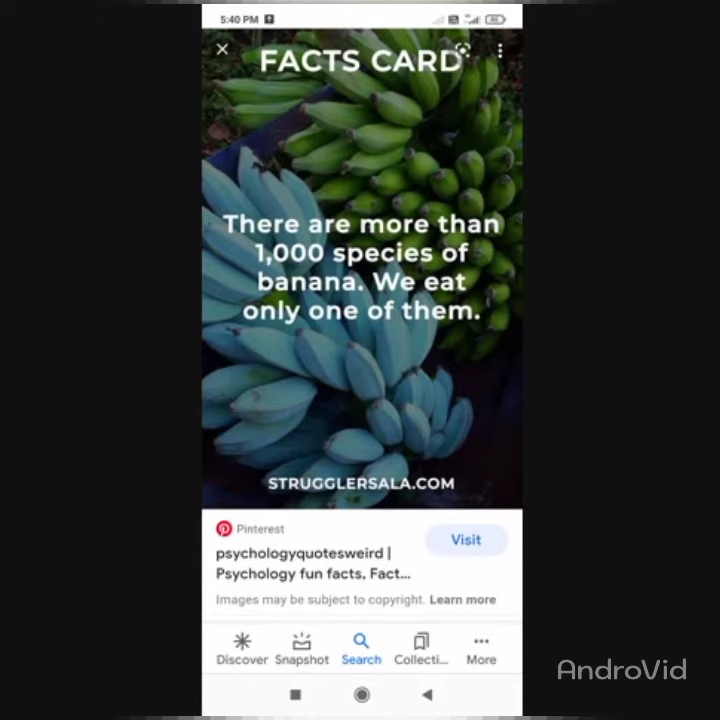 5:40 PM
FACTS CARD
There are more than
1,000 species of
banana. We eat
only one of them.
STRUGGLERSALA.COM
Pinterest
psychologyquotesweird |
Psychology fun facts, Fact...
Visit
Images may be subject to copyright. Learn more
Discover Snapshot Search Collecti... More
AndroVid